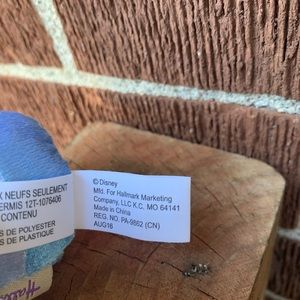 X NEUFS SEULEMENT
ERMIS 12T-1076406
CONTENU
S DE POLYESTER
S DE PLASTIQUE
© Disney
Mfd. For Hallmark Marketing
Company, LLC K.C. MO 64141
Made in China
REG. NO. PA-9862 (CN)
AUG16